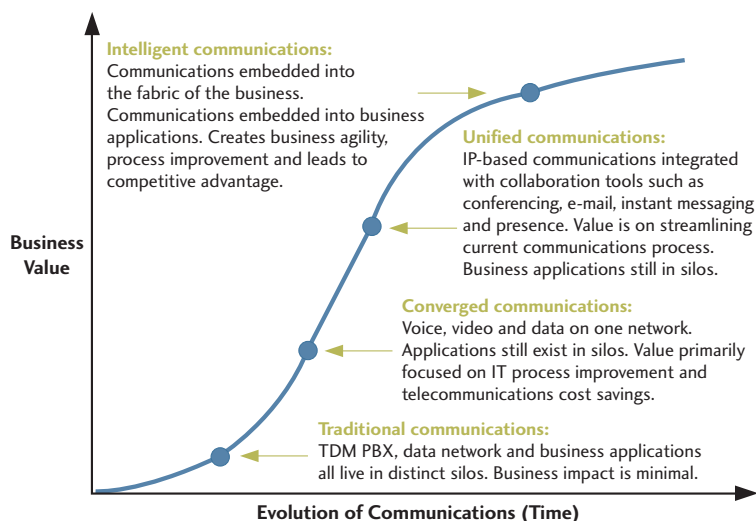 Intelligent communications:
Communications embedded into
the fabric of the business.
Communications embedded into business
applications. Creates business agility,
process improvement and leads to
competitive advantage.
Unified communications:
IP-based communications integrated
with collaboration tools such as
conferencing, e-mail, instant messaging
and presence. Value is on streamlining
current communications process.
Business applications still in silos.
Business
Value
Converged communications:
Voice, video and data on one network.
Applications still exist in silos. Value primarily
focused on IT process improvement and
telecommunications cost savings.
Traditional communications:
TDM PBX, data network and business applications
all live in distinct silos. Business impact is minimal.
Evolution of Communications (Time)